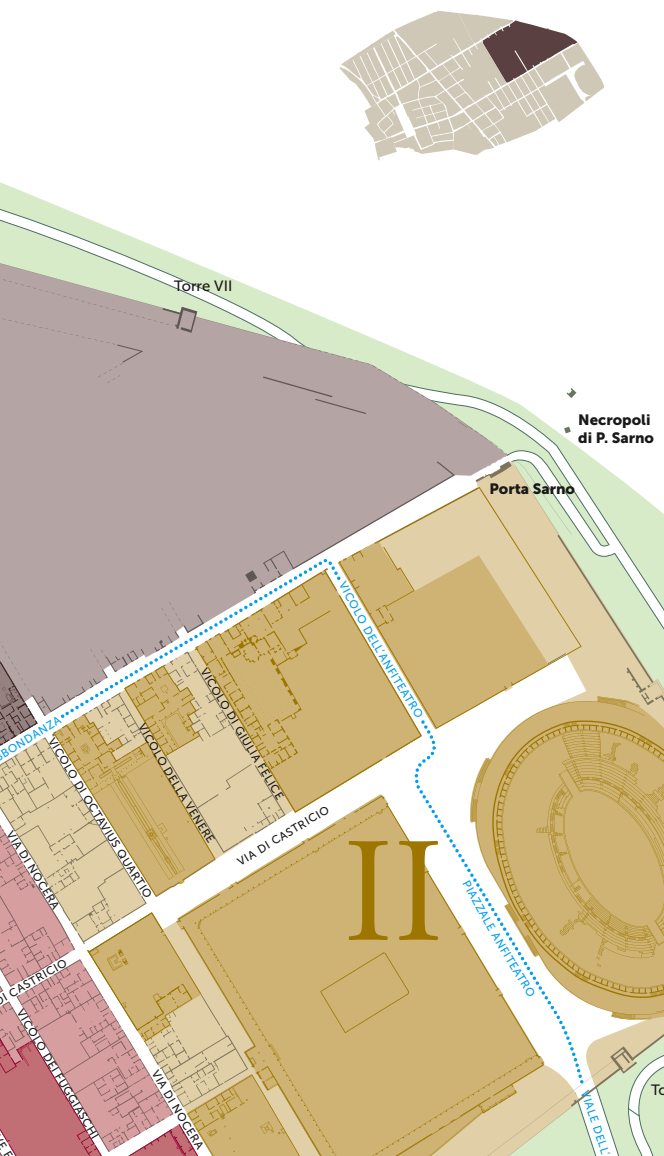 Torre VII
Necropoli
di P. Sarno
Porta Sarno
VICOLO DELL'ANFITEATRO
BBONDANZA
VICOLO DI GIULIA FELICE
VICOLO DELLA VENERE
VICOLO DI OCTAVIUS QUARTIO
VIA DI NOCERA
VIA DI CASTRICIO
II
PIAZZALE ANFITEATRO
DI CASTRICIO
VICOLO DEI FUGGIASCHI
VIA DI NOCERA
VIALE DELL'
To